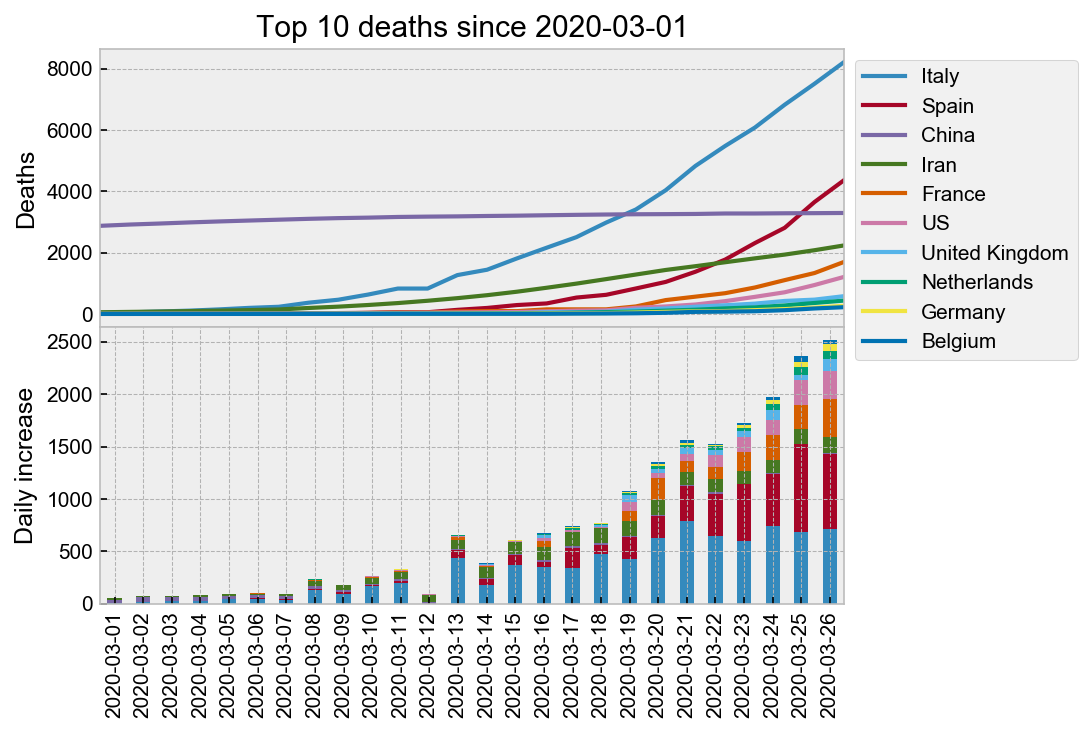 Top 10 deaths since 2020-03-01
Deaths
8000
6000
4000
2000
0
Italy
Spain
China
Iran
France
US
United Kingdom
Netherlands
Germany
Belgium
Daily increase
2500
2000
1500
1000
500
0
2020-03-01
2020-03-02
2020-03-03
2020-03-04
2020-03-05
2020-03-06
2020-03-07
2020-03-08
2020-03-09
2020-03-10
2020-03-11
2020-03-12
2020-03-13
2020-03-14
2020-03-15
2020-03-16
2020-03-17
2020-03-18
2020-03-19
2020-03-20
2020-03-21
2020-03-22
2020-03-23
2020-03-24
2020-03-25
2020-03-26